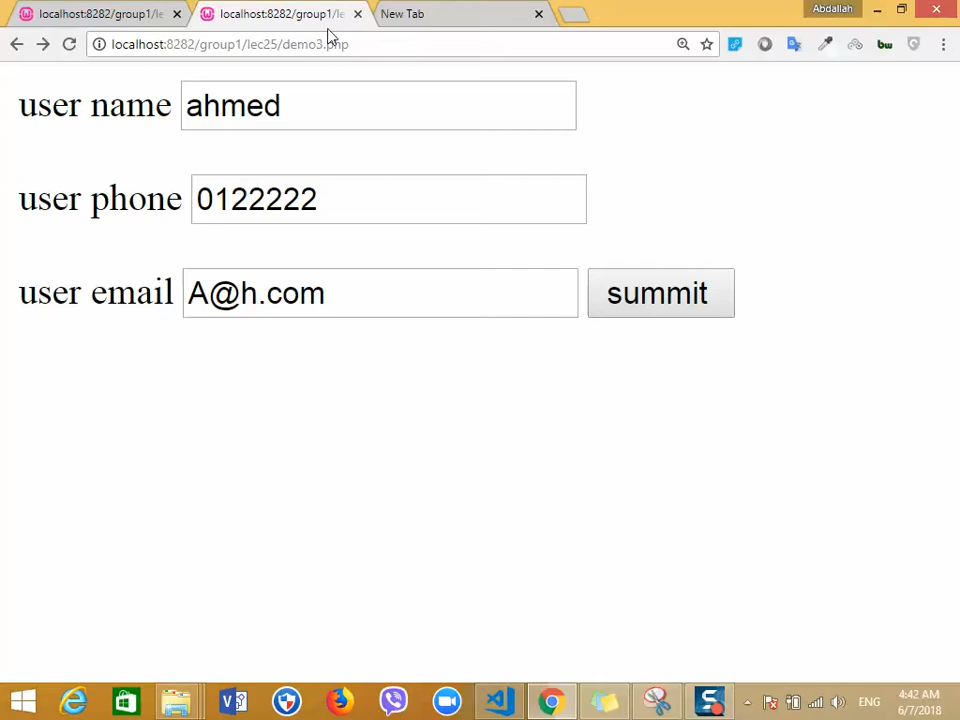 localhost:8282/group1/le
localhost:8282/group1/le
New Tab
Abdallah
localhost:8282/group1/lec25/demo3.php
bw
user name ahmed
user phone 0122222
user email A@h.com summit
ENG
4:42 AM
6/7/2018